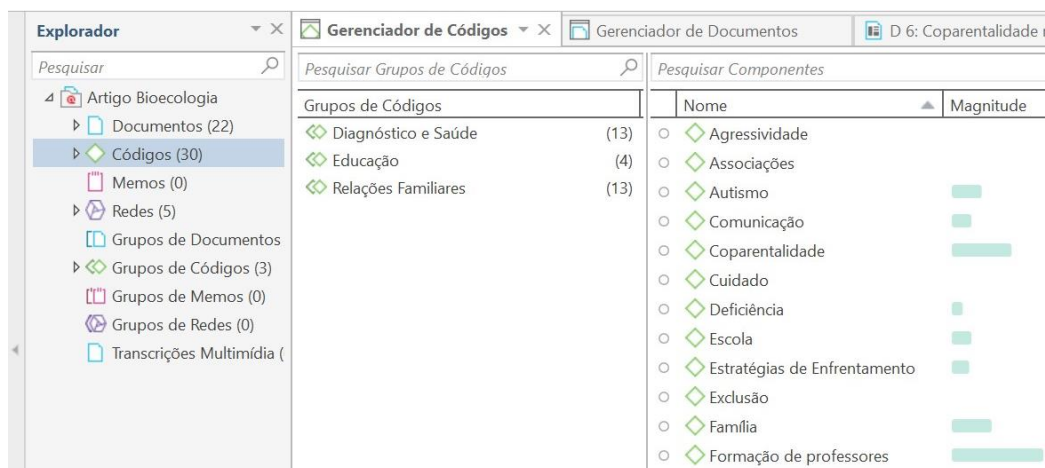 Explorador
Pesquisar
Artigo Bioecologia
Documentos (22)
Códigos (30)
Memos (0)
Redes (5)
Grupos de Documentos
Grupos de Códigos (3)
Grupos de Memos (0)
Grupos de Redes (0)
Transcrições Multimídia (
Gerenciador de Códigos
Gerenciador de Documentos
D 6: Coparentalidade
Pesquisar Grupos de Códigos
Grupos de Códigos
Diagnóstico e Saúde (13)
Educação (4)
Relações Familiares (13)
Pesquisar Componentes
Nome Magnitude
Agressividade
Associações
Autismo
Comunicação
Coparentalidade
Cuidado
Deficiência
Escola
Estratégias de Enfrentamento
Exclusão
Família
Formação de professores